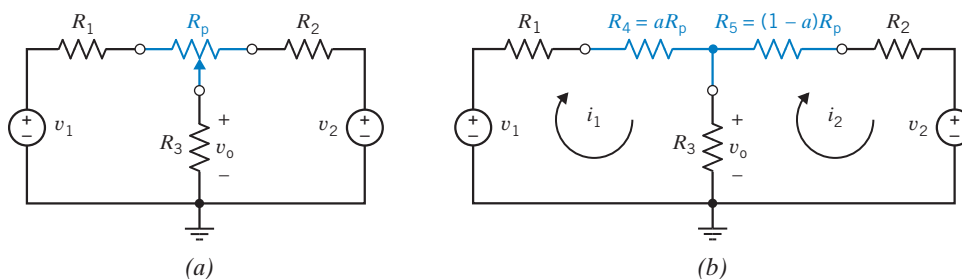 R1 Rp R2
v1 + −
R3 + vo −
v2 + −
(a)
R1 R4 = aRp R5 = (1 − a)Rp R2
v1 + −
i1
R3 + vo −
i2
v2 + −
(b)